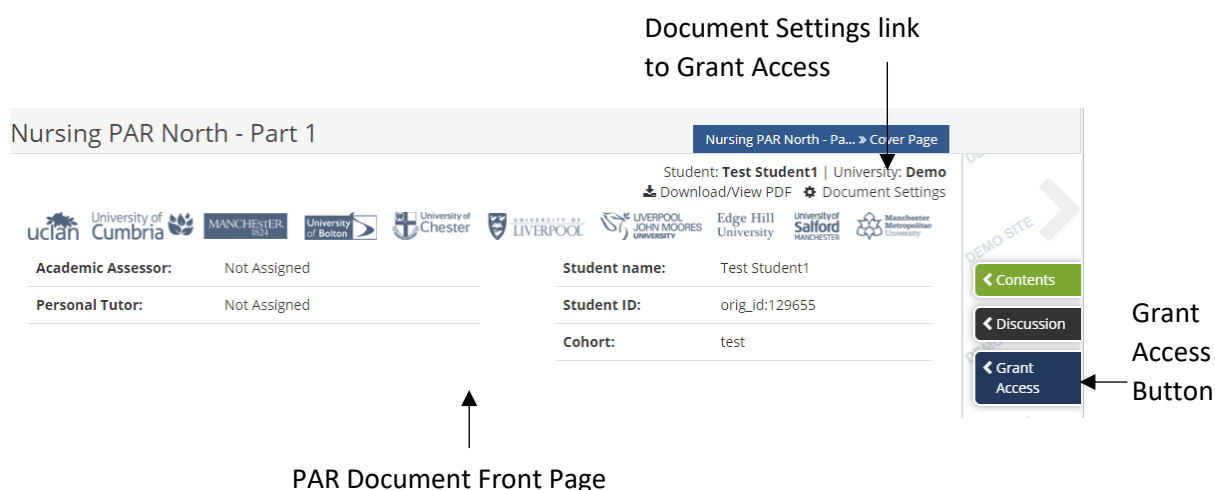 Document Settings link
to Grant Access
Nursing PAR North - Part 1
Nursing PAR North - Pa... » Cover Page
Student: Test Student1 | University: Demo
Download/View PDF Document Settings
uclan
University of
Cumbria
MANCHESTER
1824
University
of Bolton
University of
Chester
UNIVERSITY OF
LIVERPOOL
LIVERPOOL
JOHN MOORES
UNIVERSITY
Edge Hill
University
University of
Salford
MANCHESTER
Manchester
Metropolitan
University
DEMO SITE
Academic Assessor: Not Assigned
Personal Tutor: Not Assigned
Student name: Test Student1
Student ID: orig_id:129655
Cohort: test
Contents
Discussion
Grant
Access
Grant
Access
Button
PAR Document Front Page